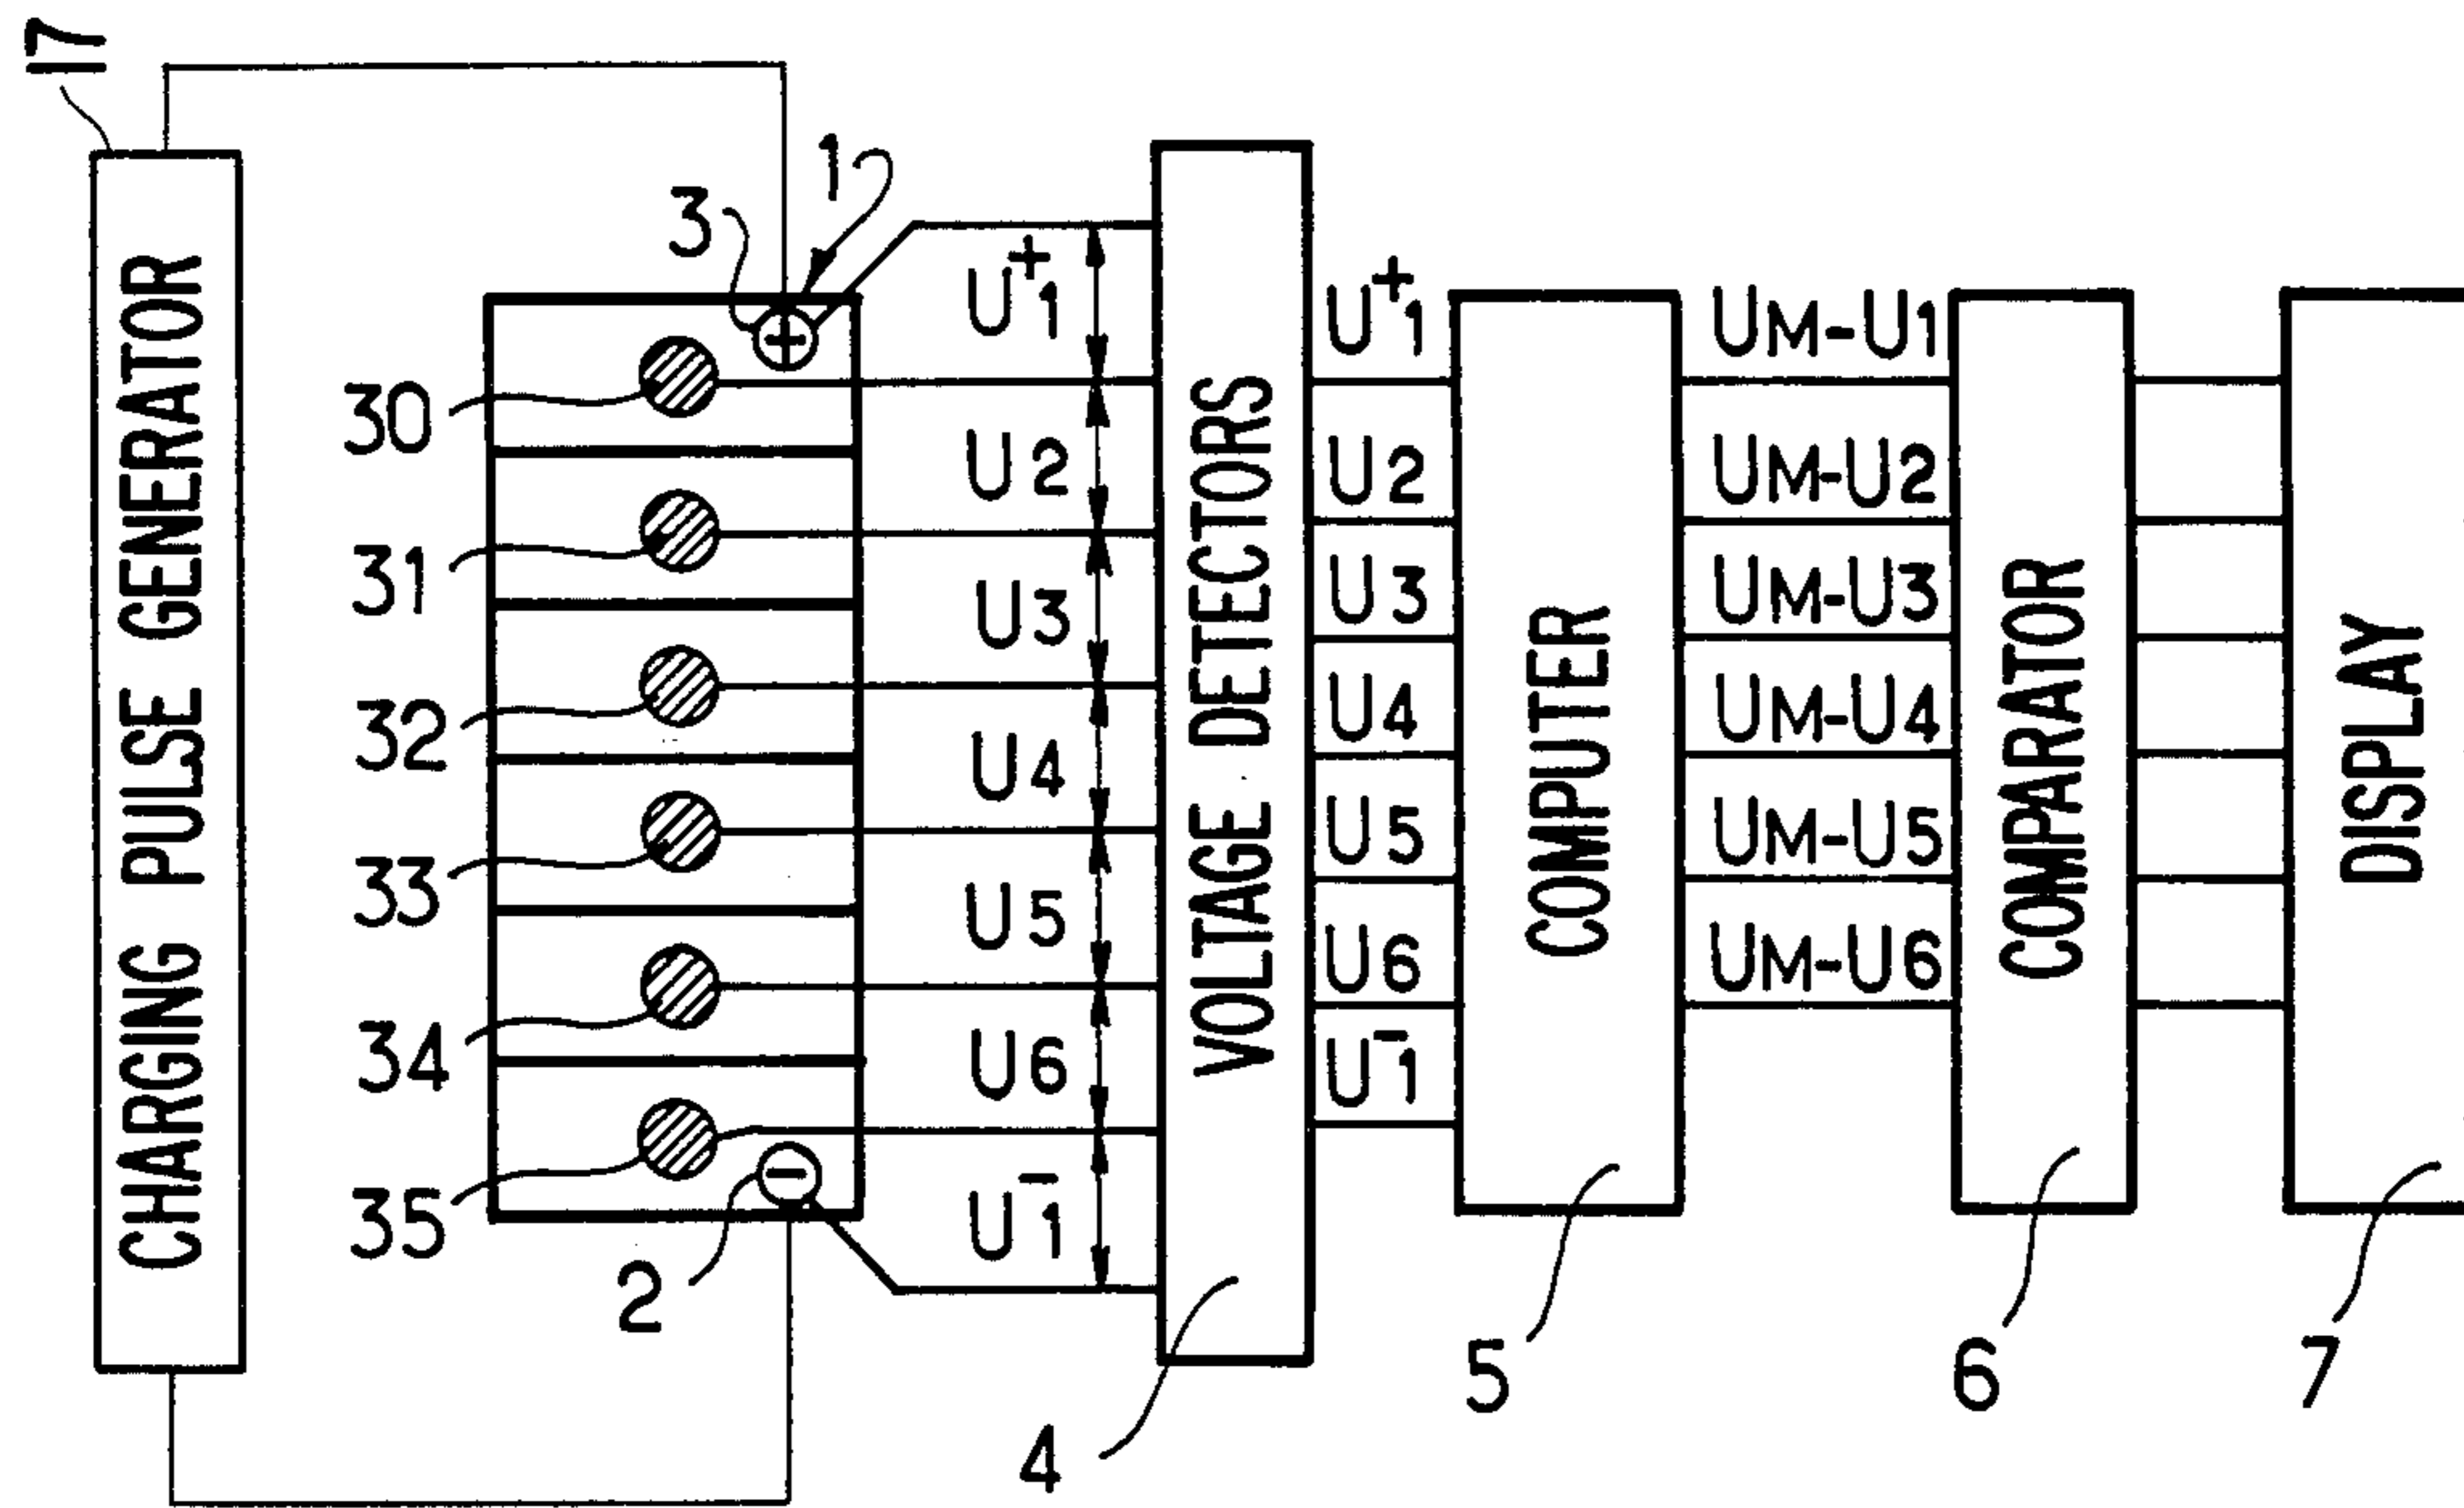 17
CHARGING PULSE GENERATOR
1
3
30
31
32
33
34
35
2
U⁺1
U2
U3
U4
U5
U6
U⁻1
VOLTAGE DETECTORS
4
U⁺1
U2
U3
U4
U5
U6
U⁻1
COMPUTER
5
UM-U1
UM-U2
UM-U3
UM-U4
UM-U5
UM-U6
COMPARATOR
6
DISPLAY
7